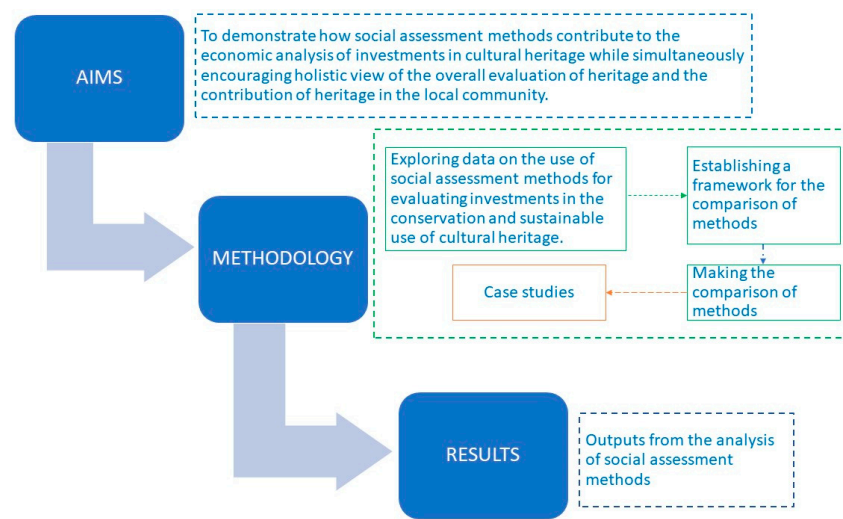 AIMS
To demonstrate how social assessment methods contribute to the
economic analysis of investments in cultural heritage while simultaneously
encouraging holistic view of the overall evaluation of heritage and the
contribution of heritage in the local community.
METHODOLOGY
Exploring data on the use of
social assessment methods for
evaluating investments in the
conservation and sustainable
use of cultural heritage.
Establishing a
framework for the
comparison of
methods
Making the
comparison of
methods
Case studies
RESULTS
Outputs from the analysis
of social assessment
methods